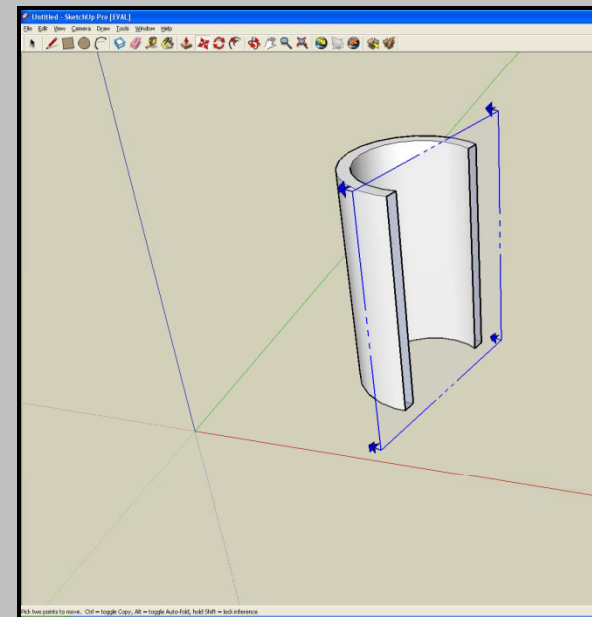 Untitled - SketchUp Pro [EVAL]
File Edit View Camera Draw Tools Window Help
Pick two points to move. Ctrl = toggle Copy, Alt = toggle Auto-fold, hold Shift = lock inference